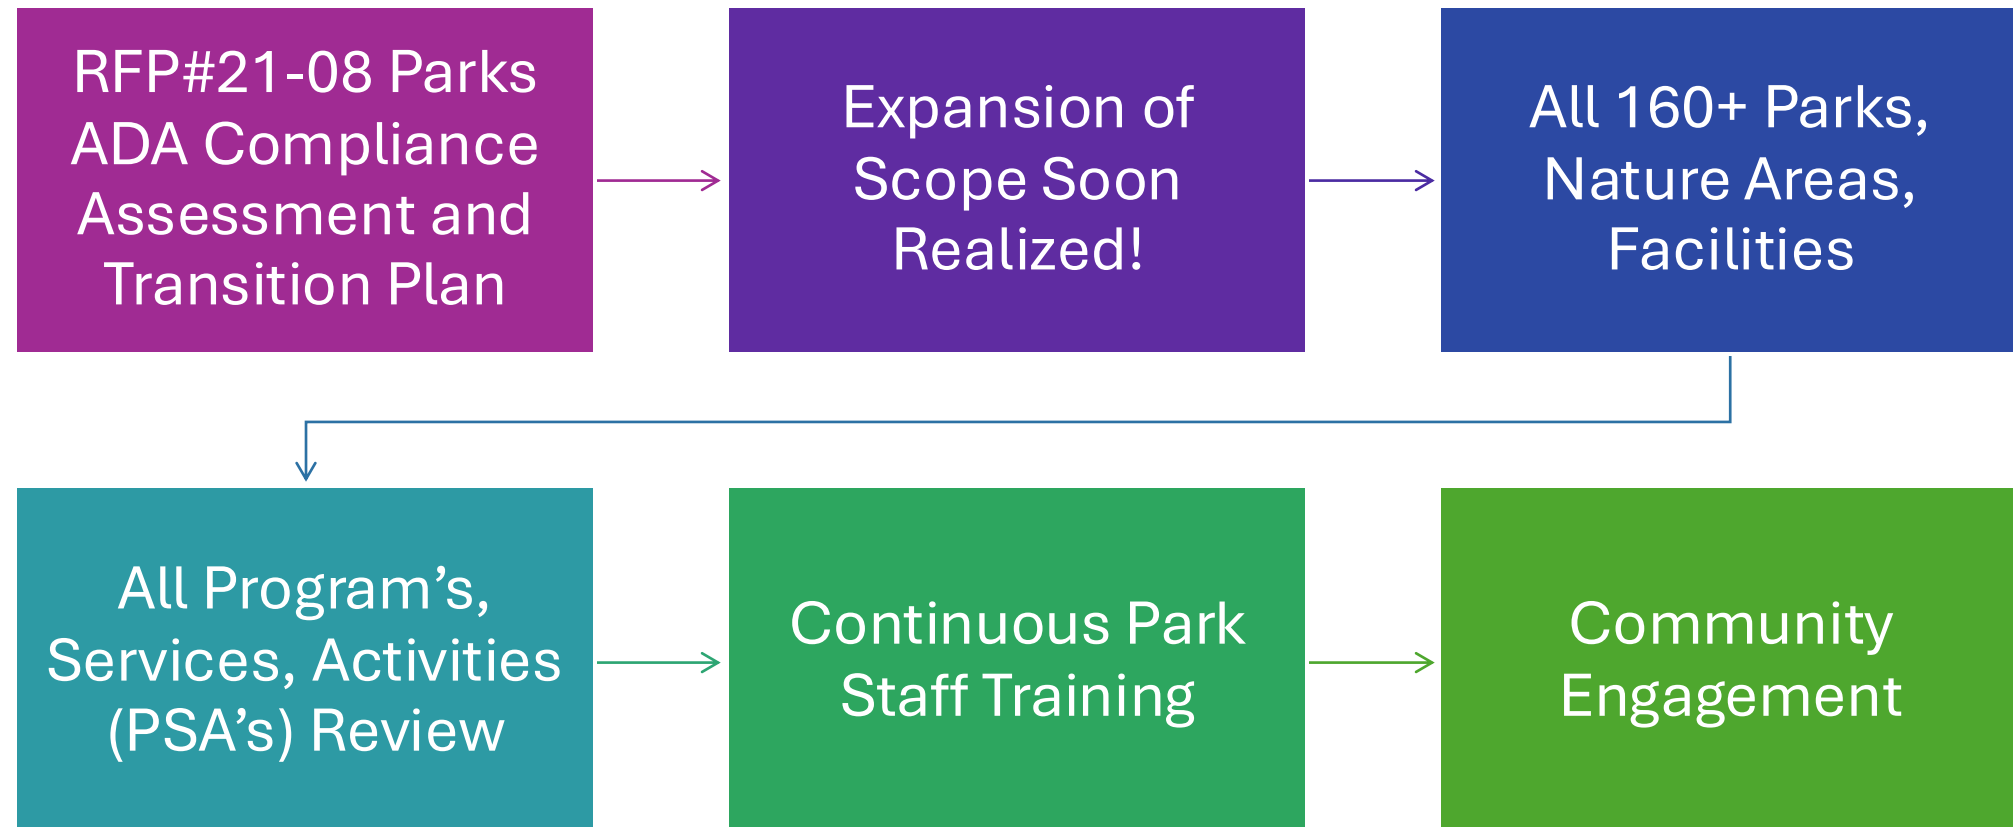 RFP#21-08 Parks
ADA Compliance
Assessment and
Transition Plan
Expansion of
Scope Soon
Realized!
All 160+ Parks,
Nature Areas,
Facilities
All Program’s,
Services, Activities
(PSA’s) Review
Continuous Park
Staff Training
Community
Engagement